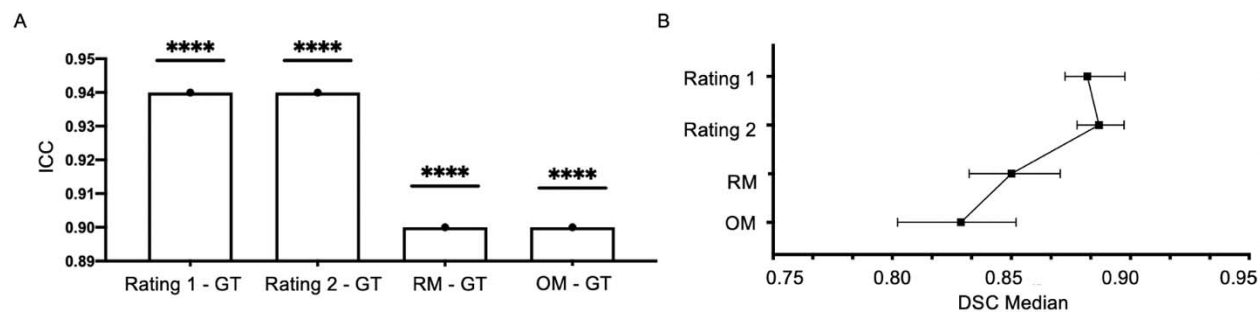 A
****
****
****
****
0.95
0.94
0.93
0.92
0.91
0.90
0.89
ICC
Rating 1 - GT
Rating 2 - GT
RM - GT
OM - GT
B
Rating 1
Rating 2
RM
OM
0.75
0.80
0.85
0.90
0.95
DSC Median